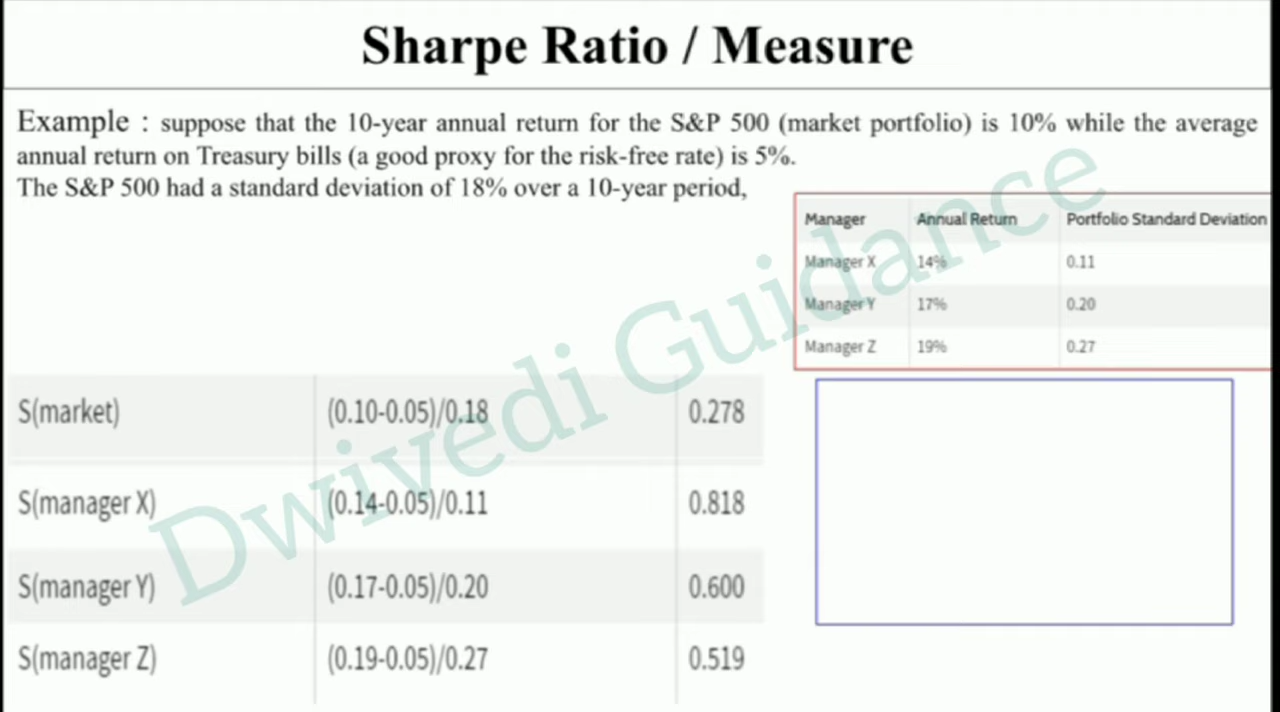 Sharpe Ratio / Measure
Example : suppose that the 10-year annual return for the S&P 500 (market portfolio) is 10% while the average
annual return on Treasury bills (a good proxy for the risk-free rate) is 5%.
The S&P 500 had a standard deviation of 18% over a 10-year period,
Manager Annual Return Portfolio Standard Deviation
Manager X 14% 0.11
Manager Y 17% 0.20
Manager Z 19% 0.27
S(market) (0.10-0.05)/0.18 0.278
S(manager X) (0.14-0.05)/0.11 0.818
S(manager Y) (0.17-0.05)/0.20 0.600
S(manager Z) (0.19-0.05)/0.27 0.519
Dwivedi Guidance